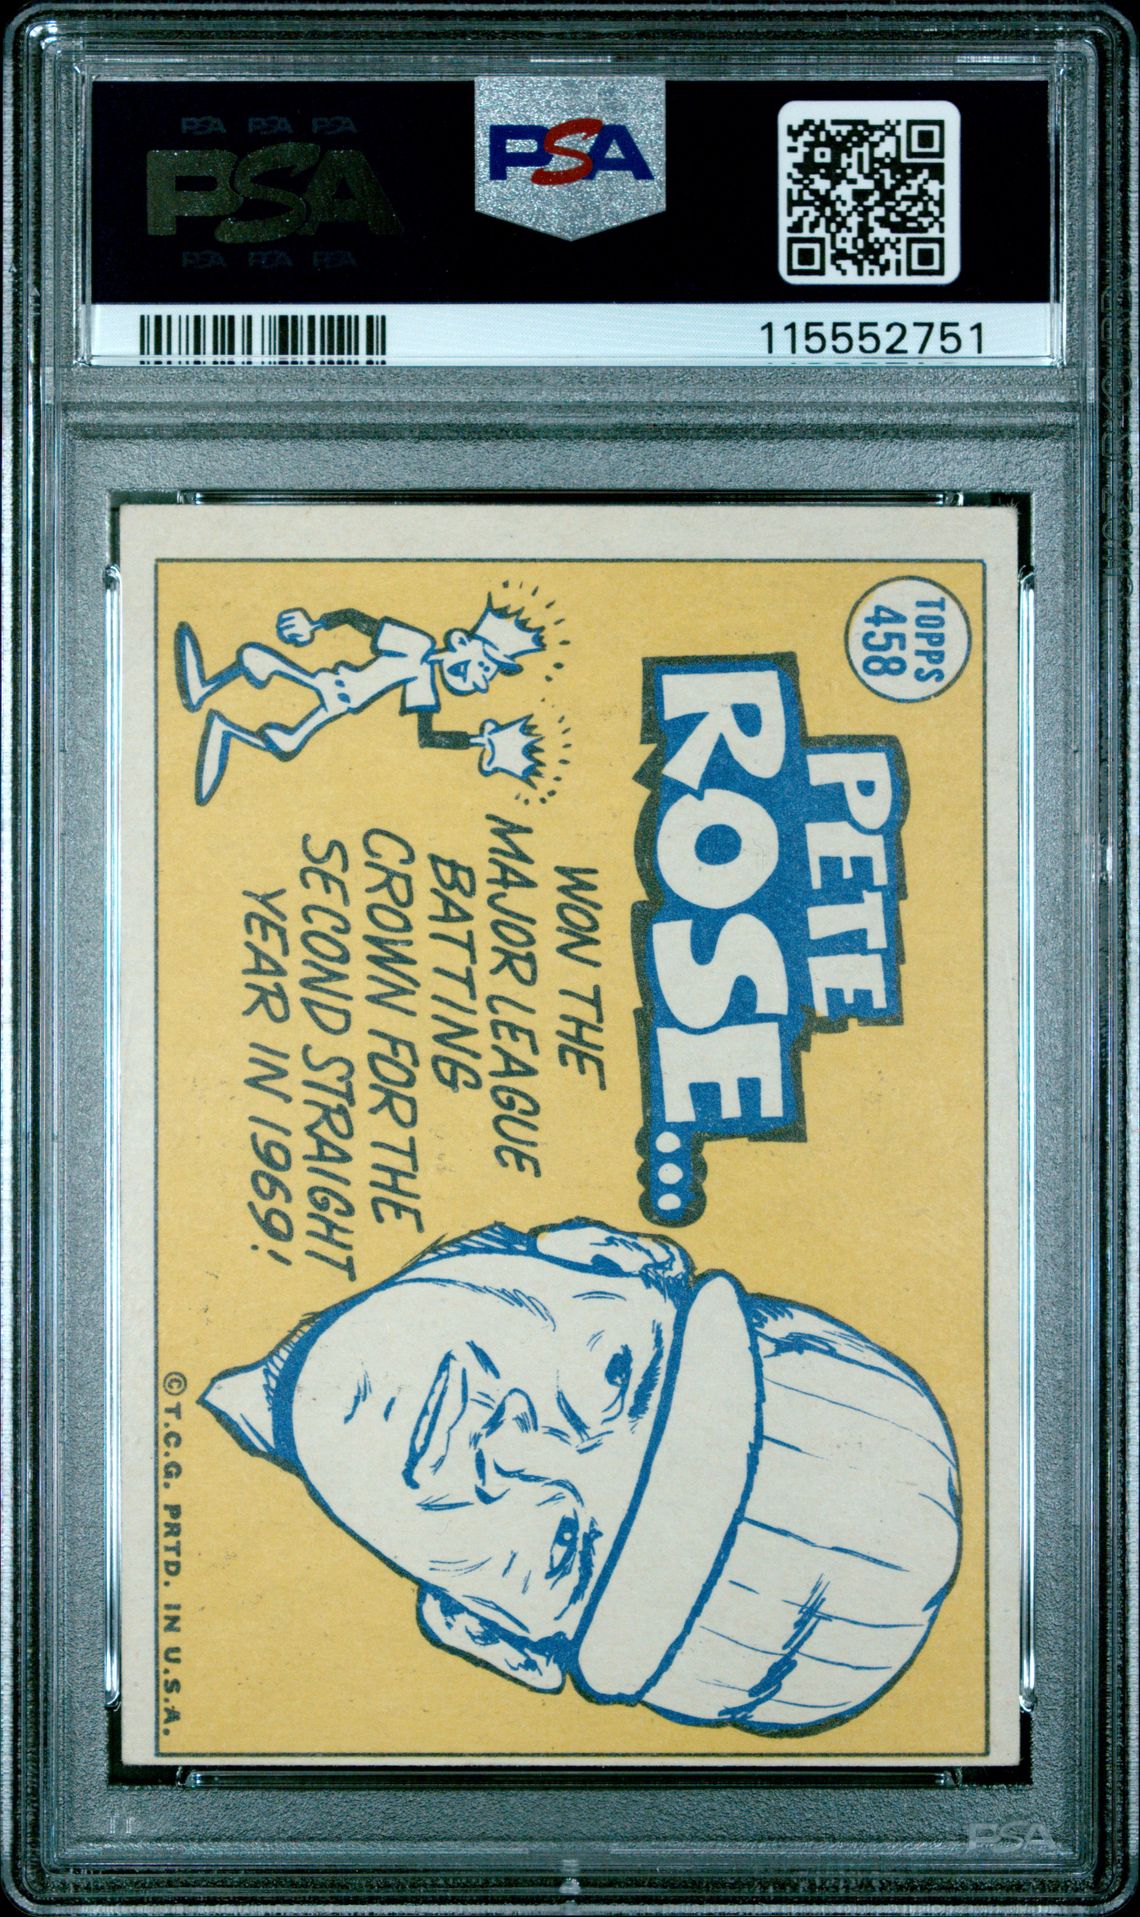 PSA PSA PSA
PSA
PSA PSA PSA
PSA
115552751
TOPPS
458
PETE
ROSE...
WON THE
MAJOR LEAGUE
BATTING
CROWN FOR THE
SECOND STRAIGHT
YEAR IN 1969!
© T.C.G. PRTD. IN U.S.A.
PSA